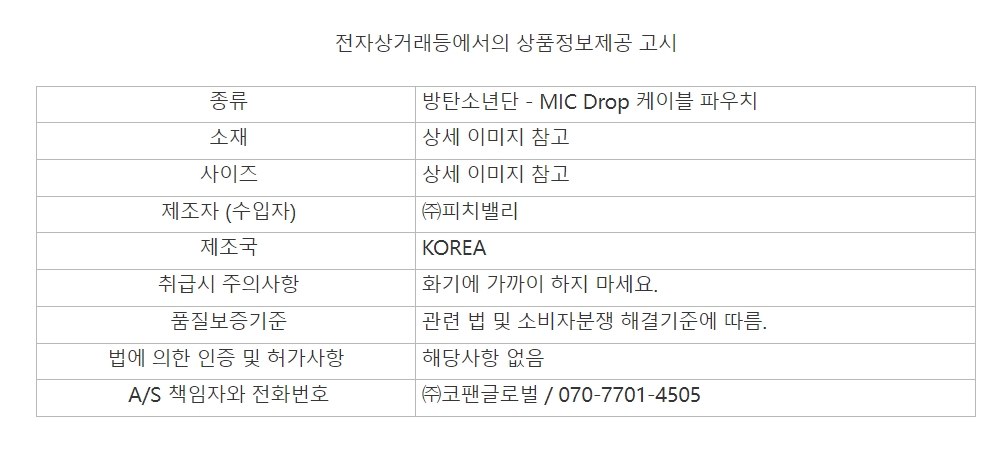 전자상거래등에서의 상품정보제공 고시
종류 방탄소년단 - MIC Drop 케이블 파우치
소재 상세 이미지 참고
사이즈 상세 이미지 참고
제조자 (수입자) ㈜피치밸리
제조국 KOREA
취급시 주의사항 화기에 가까이 하지 마세요.
품질보증기준 관련 법 및 소비자분쟁 해결기준에 따름.
법에 의한 인증 및 허가사항 해당사항 없음
A/S 책임자와 전화번호 ㈜코팬글로벌 / 070-7701-4505